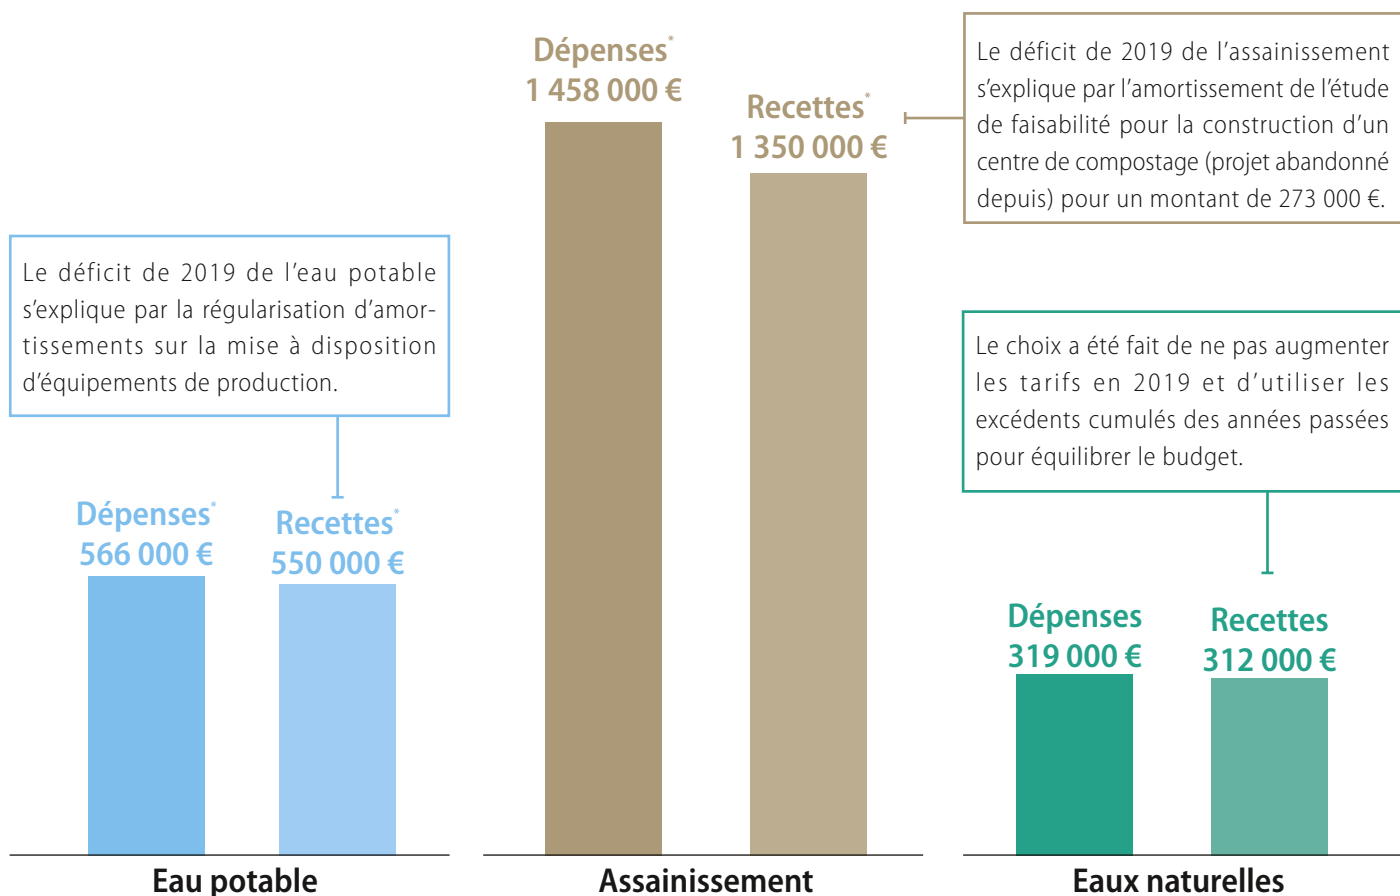 Dépenses*
1 458 000 €
Recettes*
1 350 000 €
Le déficit de 2019 de l’assainissement
s’explique par l’amortissement de l’étude
de faisabilité pour la construction d’un
centre de compostage (projet abandonné
depuis) pour un montant de 273 000 €.
Le déficit de 2019 de l’eau potable
s’explique par la régularisation d’amor-
tissements sur la mise à disposition
d’équipements de production.
Le choix a été fait de ne pas augmenter
les tarifs en 2019 et d’utiliser les
excédents cumulés des années passées
pour équilibrer le budget.
Dépenses*
566 000 €
Recettes*
550 000 €
Dépenses
319 000 €
Recettes
312 000 €
Eau potable
Assainissement
Eaux naturelles